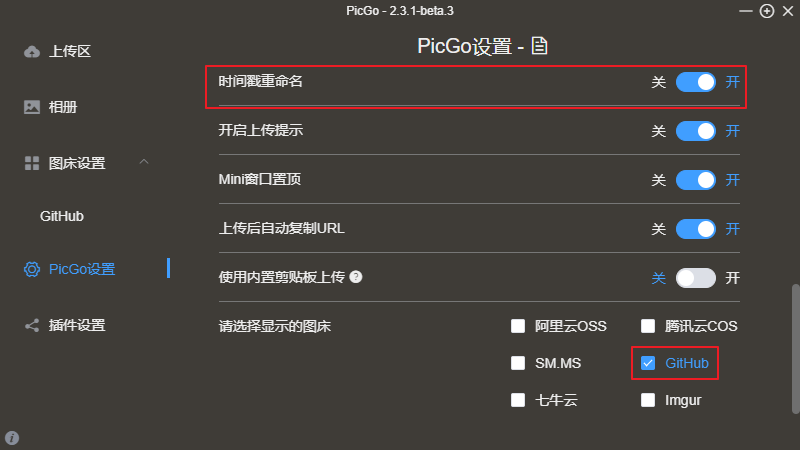 PicGo - 2.3.1-beta.3
上传区
相册
图床设置
GitHub
PicGo设置
插件设置
PicGo设置 -
时间戳重命名 关 开
开启上传提示 关 开
Mini窗口置顶 关 开
上传后自动复制URL 关 开
使用内置剪贴板上传 ? 关 开
请选择显示的图床 阿里云OSS 腾讯云COS
SM.MS GitHub
七牛云 Imgur
i